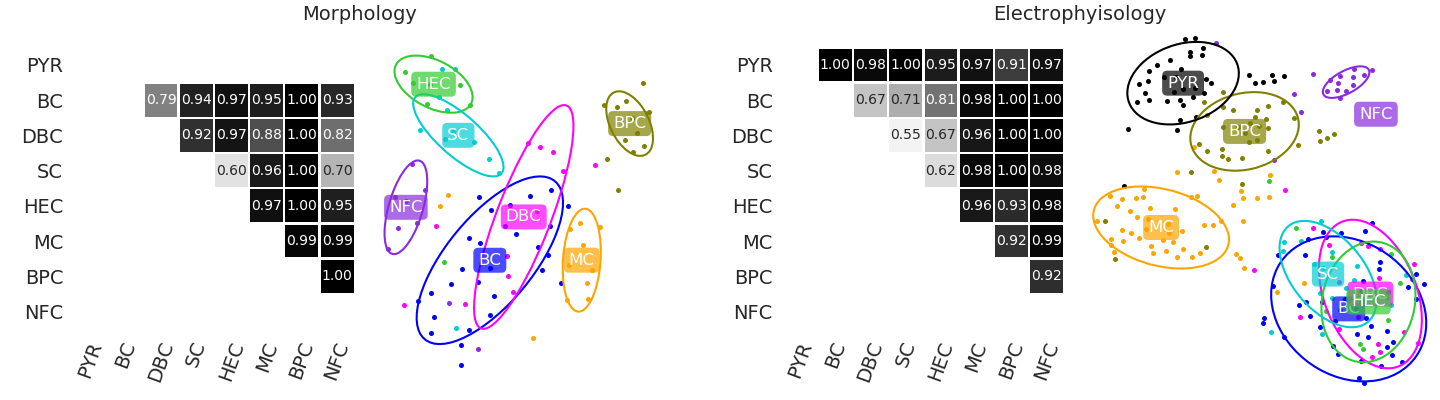 Morphology
PYR
BC 0.79 0.94 0.97 0.95 1.00 0.93
DBC 0.92 0.97 0.88 1.00 0.82
SC 0.60 0.96 1.00 0.70
HEC 0.97 1.00 0.95
MC 0.99 0.99
BPC 1.00
NFC
PYR BC DBC SC HEC MC BPC NFC
HEC
SC
BPC
NFC
DBC
BC
MC
Electrophyisology
PYR 1.00 0.98 1.00 0.95 0.97 0.91 0.97
BC 0.67 0.71 0.81 0.98 1.00 1.00
DBC 0.55 0.67 0.96 1.00 1.00
SC 0.62 0.98 1.00 0.98
HEC 0.96 0.93 0.98
MC 0.92 0.99
BPC 0.92
NFC
PYR BC DBC SC HEC MC BPC NFC
PYR
NFC
BPC
MC
SC
HEC